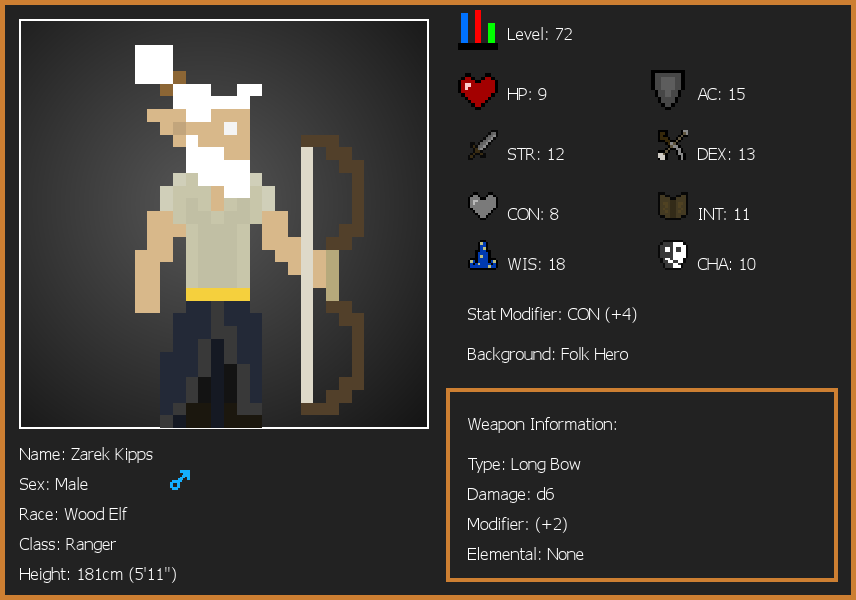 Level: 72
HP: 9
AC: 15
STR: 12
DEX: 13
CON: 8
INT: 11
WIS: 18
CHA: 10
Stat Modifier: CON (+4)
Background: Folk Hero
Weapon Information:
Type: Long Bow
Damage: d6
Modifier: (+2)
Elemental: None
Name: Zarek Kipps
Sex: Male
Race: Wood Elf
Class: Ranger
Height: 181cm (5'11")